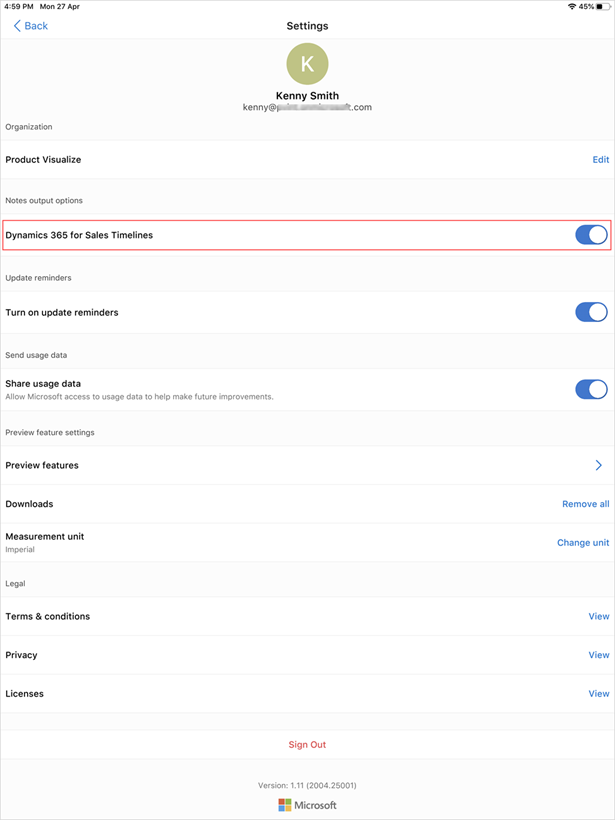 4:59 PM Mon 27 Apr 45%
Back Settings
K
Kenny Smith
kenny@ .com
Organization
Product Visualize Edit
Notes output options
Dynamics 365 for Sales Timelines
Update reminders
Turn on update reminders
Send usage data
Share usage data
Allow Microsoft access to usage data to help make future improvements.
Preview feature settings
Preview features
Downloads Remove all
Measurement unit
Imperial Change unit
Legal
Terms & conditions View
Privacy View
Licenses View
Sign Out
Version: 1.11 (2004.25001)
Microsoft